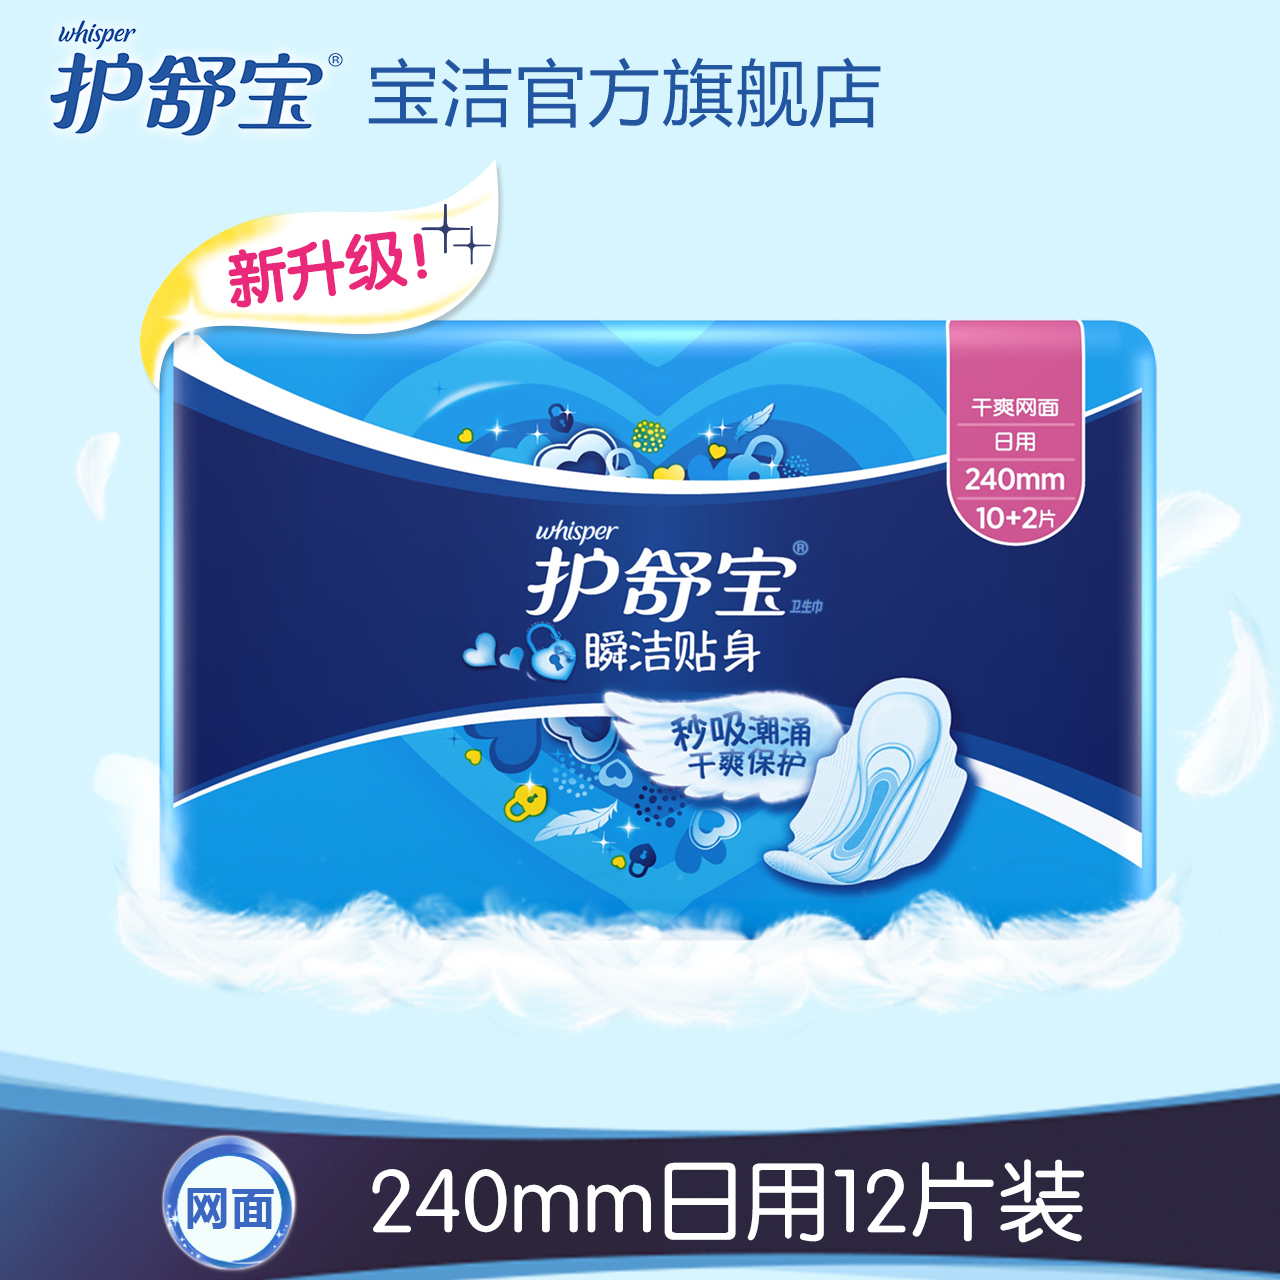 whisper
护舒宝® 宝洁官方旗舰店
新升级!
干爽网面
日用
240mm
10+2片
whisper
护舒宝®
卫生巾
瞬洁贴身
秒吸潮涌
干爽保护
网面
240mm日用12片装